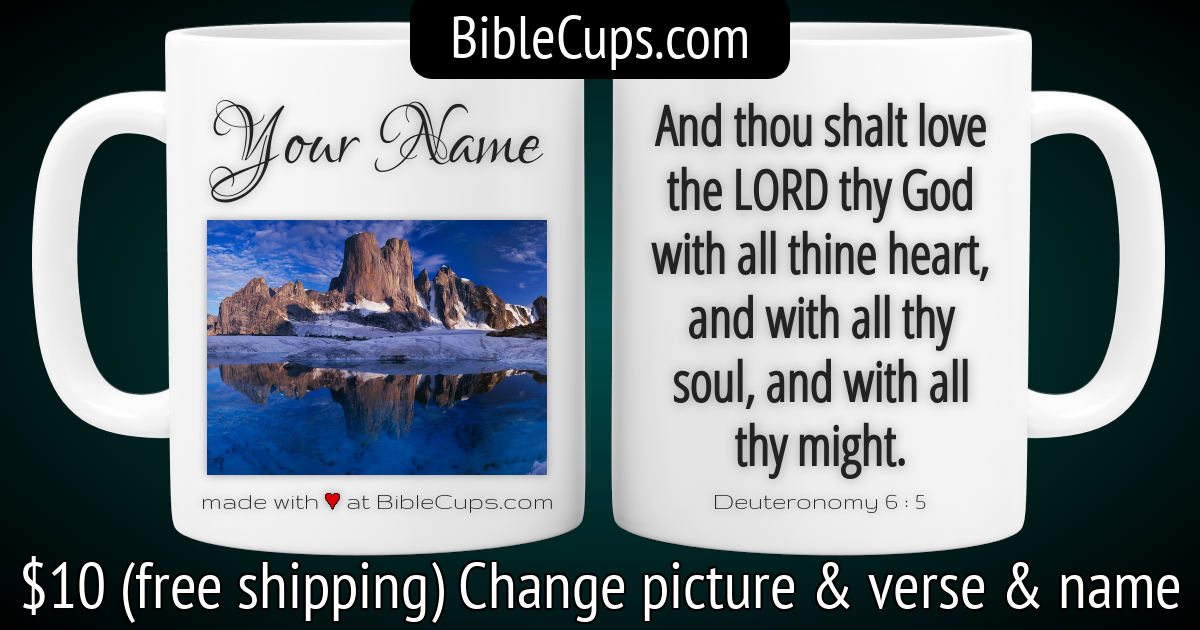 BibleCups.com
Your Name
made with ♥ at BibleCups.com
And thou shalt love
the LORD thy God
with all thine heart,
and with all thy
soul, and with all
thy might.
Deuteronomy 6 : 5
$10 (free shipping) Change picture & verse & name